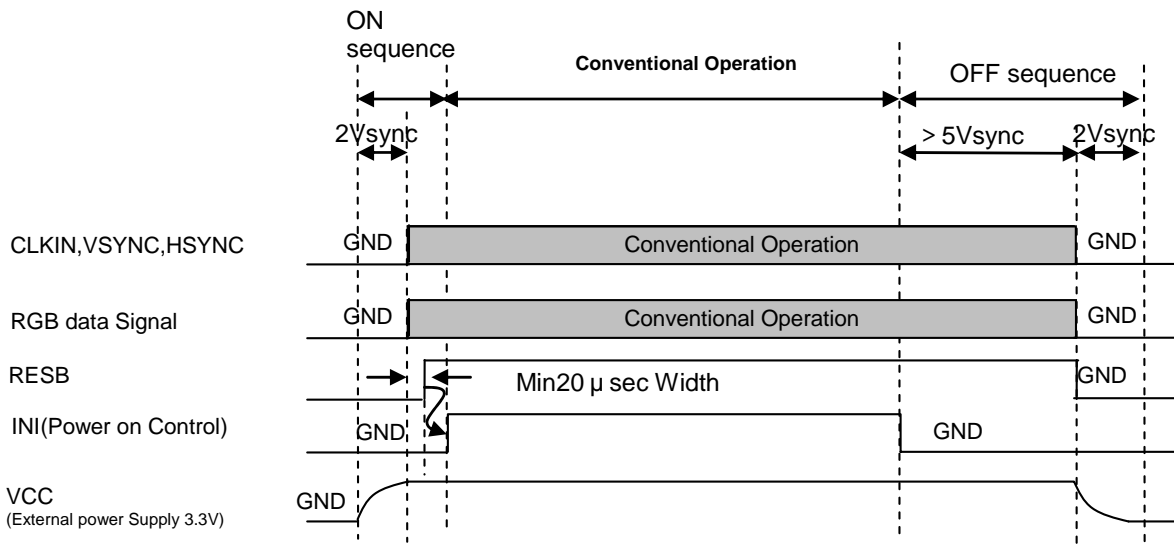 ON
sequence
Conventional Operation
OFF sequence
2Vsync
> 5Vsync
2Vsync
CLKIN,VSYNC,HSYNC
GND
Conventional Operation
GND
RGB data Signal
GND
Conventional Operation
GND
RESB
Min20 μ sec Width
GND
INI(Power on Control)
GND
GND
VCC
(External power Supply 3.3V)
GND